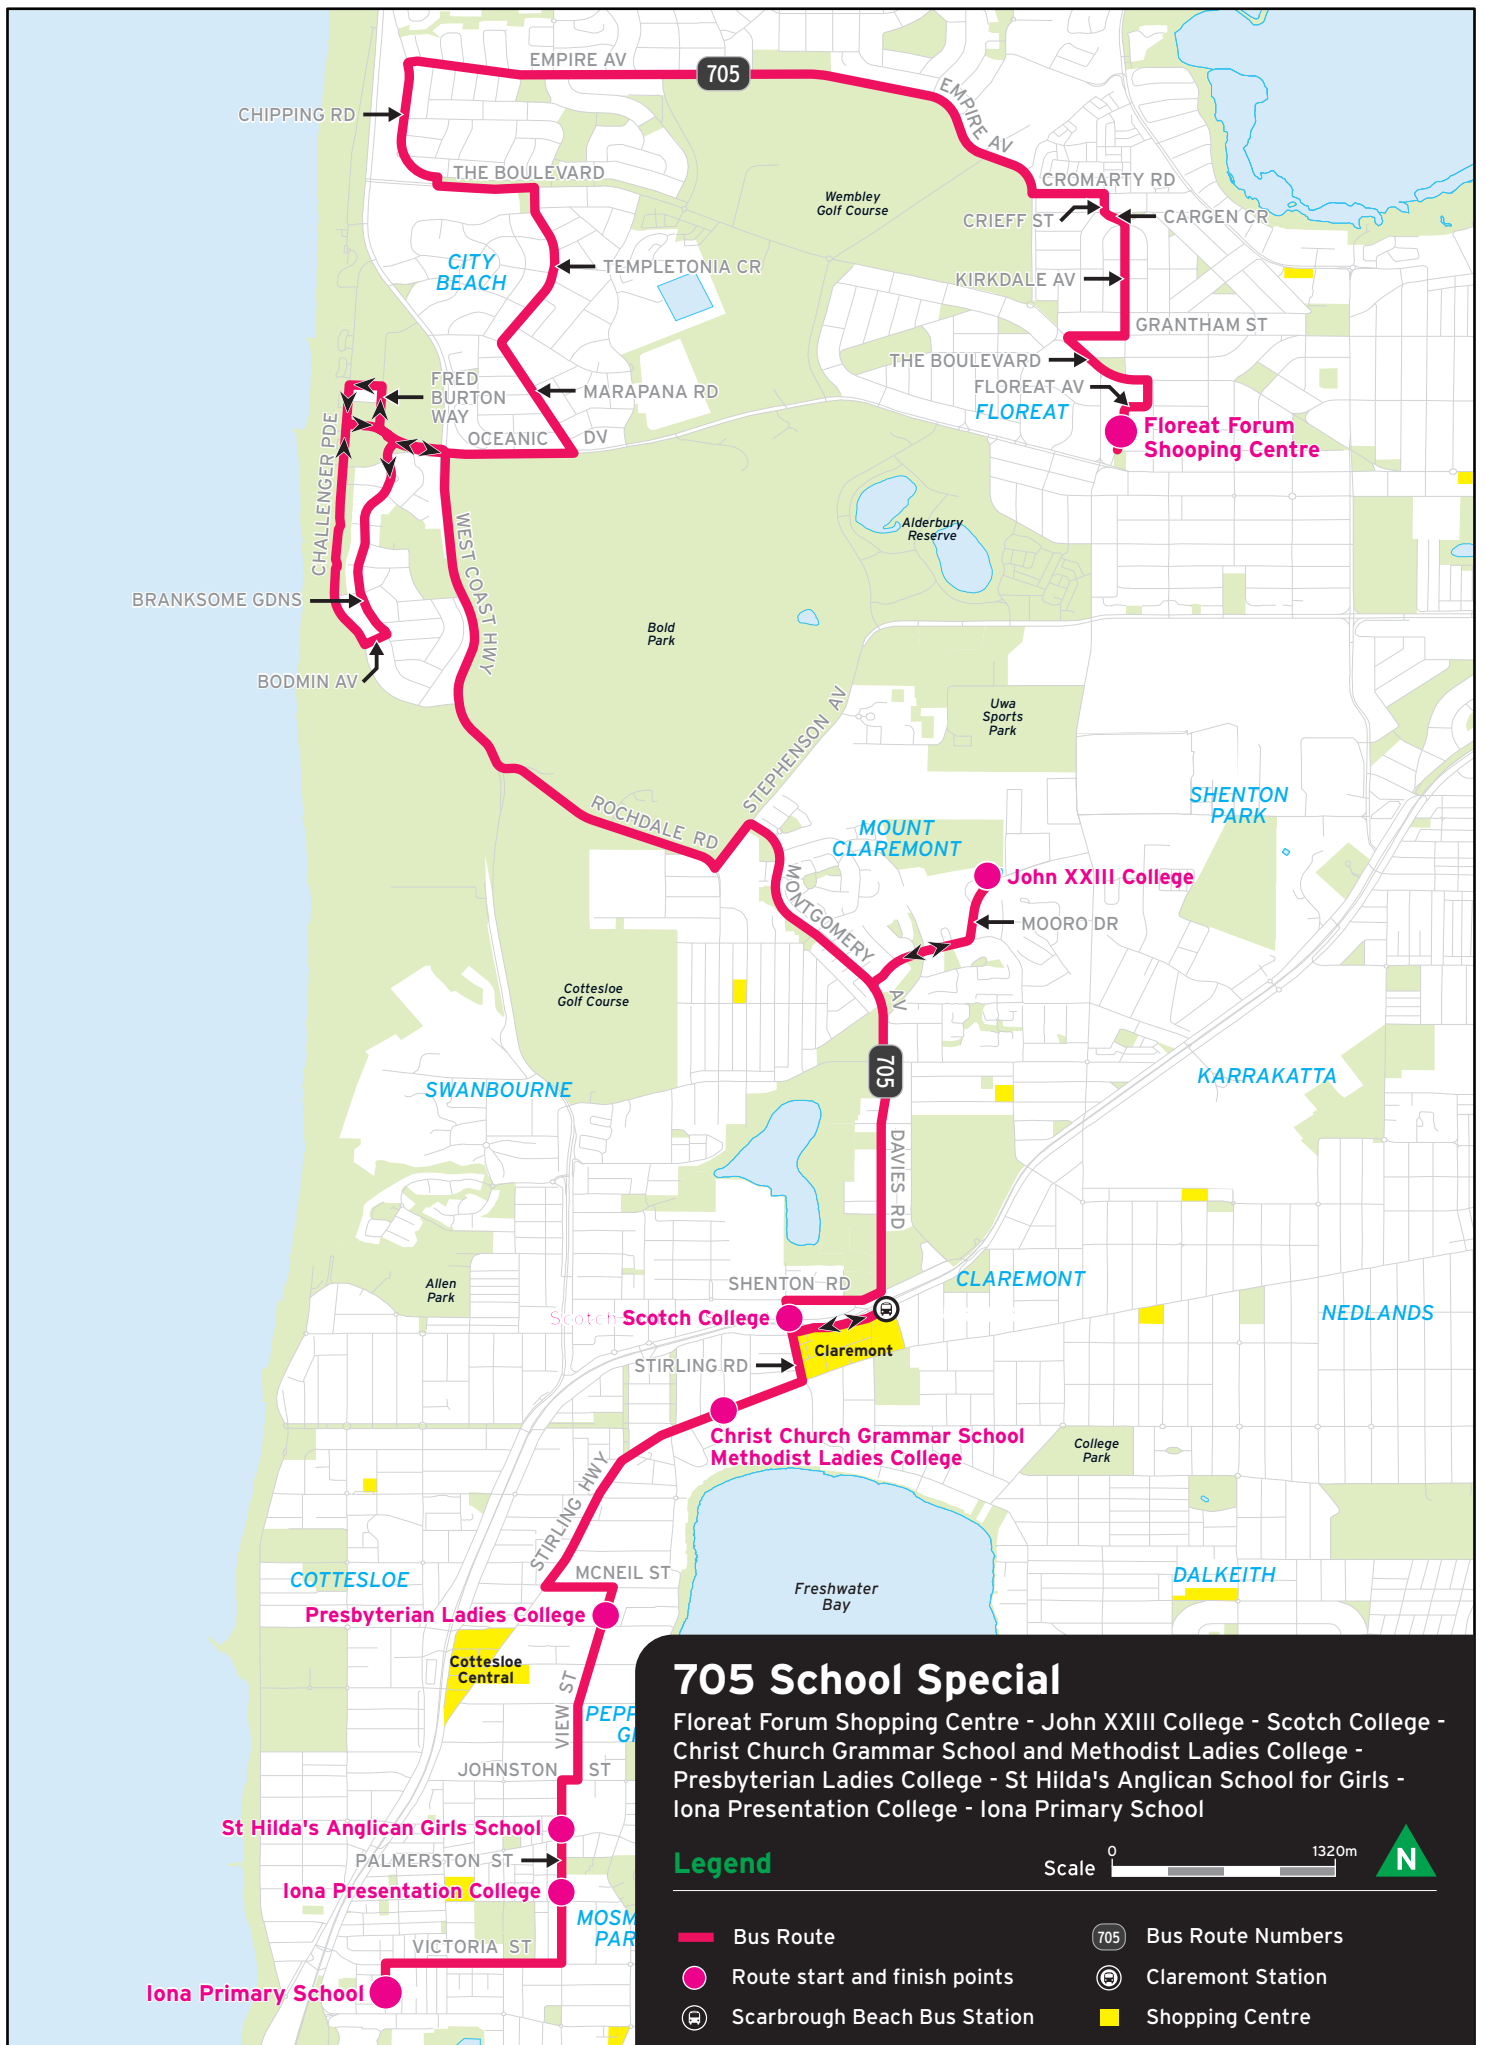 EMPIRE AV
705
CHIPPING RD
EMPIRE AV
THE BOULEVARD
CROMARTY RD
Wembley
Golf Course
CRIEFF ST
CARGEN CR
CITY
BEACH
TEMPLETONIA CR
KIRKDALE AV
GRANTHAM ST
THE BOULEVARD
FRED
BURTON
WAY
MARAPANA RD
FLOREAT AV
FLOREAT
Floreat Forum
Shooping Centre
CHALLENGER PDE
OCEANIC DV
WEST COAST HWY
Alderbury
Reserve
BRANKSOME GDNS
Bold
Park
BODMIN AV
STEPHENSON AV
Uwa
Sports
Park
ROCHDALE RD
SHENTON
PARK
MOUNT
CLAREMONT
John XXIII College
MONTGOMERY AV
MOORO DR
Cottesloe
Golf Course
705
SWANBOURNE
KARRAKATTA
DAVIES RD
Allen
Park
SHENTON RD
CLAREMONT
Scotch Scotch College
NEDLANDS
Claremont
STIRLING RD
Christ Church Grammar School
Methodist Ladies College
College
Park
STIRLING HWY
MCNEIL ST
COTTESLOE
DALKEITH
Freshwater
Bay
Presbyterian Ladies College
Cottesloe
Central
VIEW ST
PEPP
G
JOHNSTON ST
St Hilda's Anglican Girls School
PALMERSTON ST
Iona Presentation College
MOSM
PAR
VICTORIA ST
Iona Primary School
705 School Special
Floreat Forum Shopping Centre - John XXIII College - Scotch College -
Christ Church Grammar School and Methodist Ladies College -
Presbyterian Ladies College - St Hilda's Anglican School for Girls -
Iona Presentation College - Iona Primary School
Legend
Scale 0 1320m
N
Bus Route
705 Bus Route Numbers
Route start and finish points
Claremont Station
Scarbrough Beach Bus Station
Shopping Centre